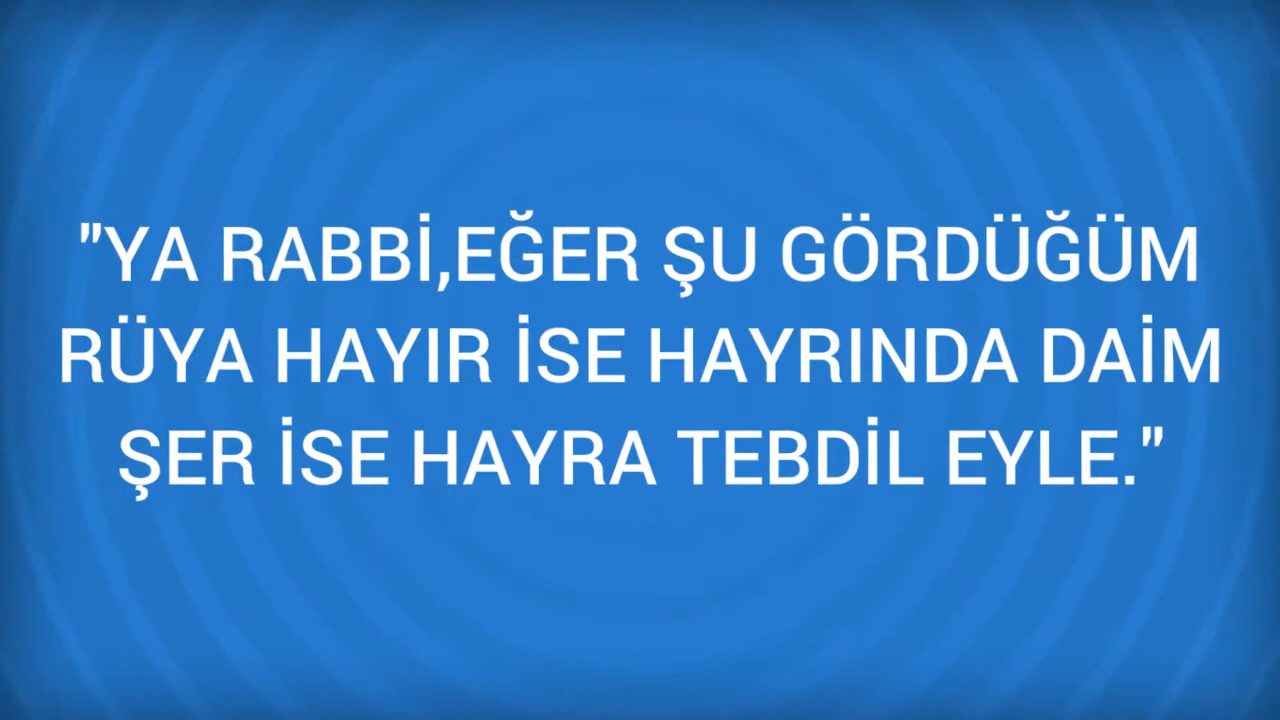 "YA RABBİ,EĞER ŞU GÖRDÜĞÜM
RÜYA HAYIR İSE HAYRINDA DAİM
ŞER İSE HAYRA TEBDİL EYLE."